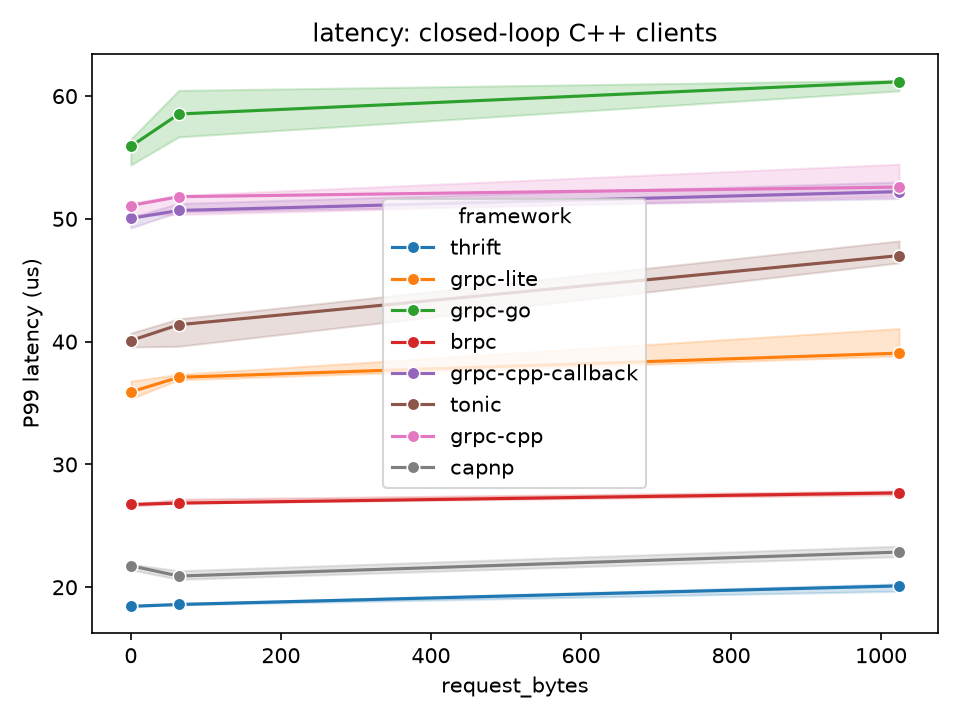 latency: closed-loop C++ clients
P99 latency (us)
60
50
40
30
20
framework
thrift
grpc-lite
grpc-go
brpc
grpc-cpp-callback
tonic
grpc-cpp
capnp
0 200 400 600 800 1000
request_bytes